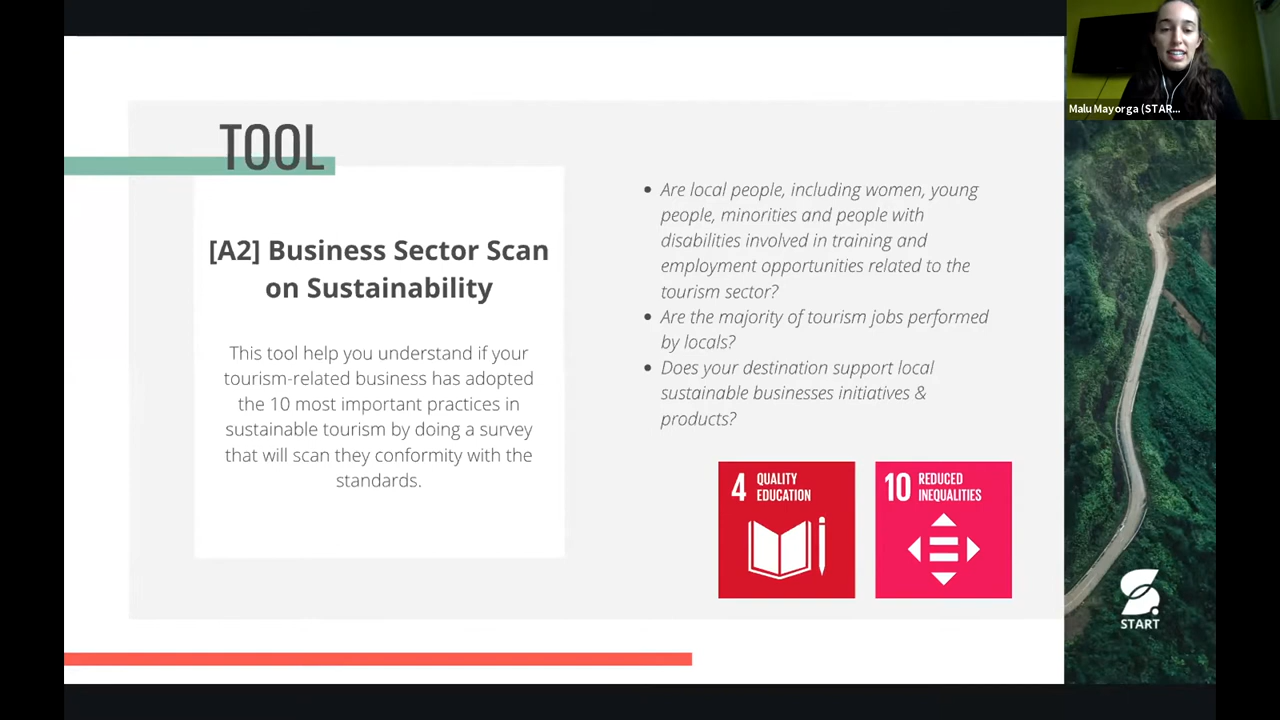 Malu Mayorga (STAR...
TOOL
[A2] Business Sector Scan
on Sustainability
This tool help you understand if your
tourism-related business has adopted
the 10 most important practices in
sustainable tourism by doing a survey
that will scan they conformity with the
standards.
• Are local people, including women, young
people, minorities and people with
disabilities involved in training and
employment opportunities related to the
tourism sector?
• Are the majority of tourism jobs performed
by locals?
• Does your destination support local
sustainable businesses initiatives &
products?
4 QUALITY
EDUCATION
10 REDUCED
INEQUALITIES
START